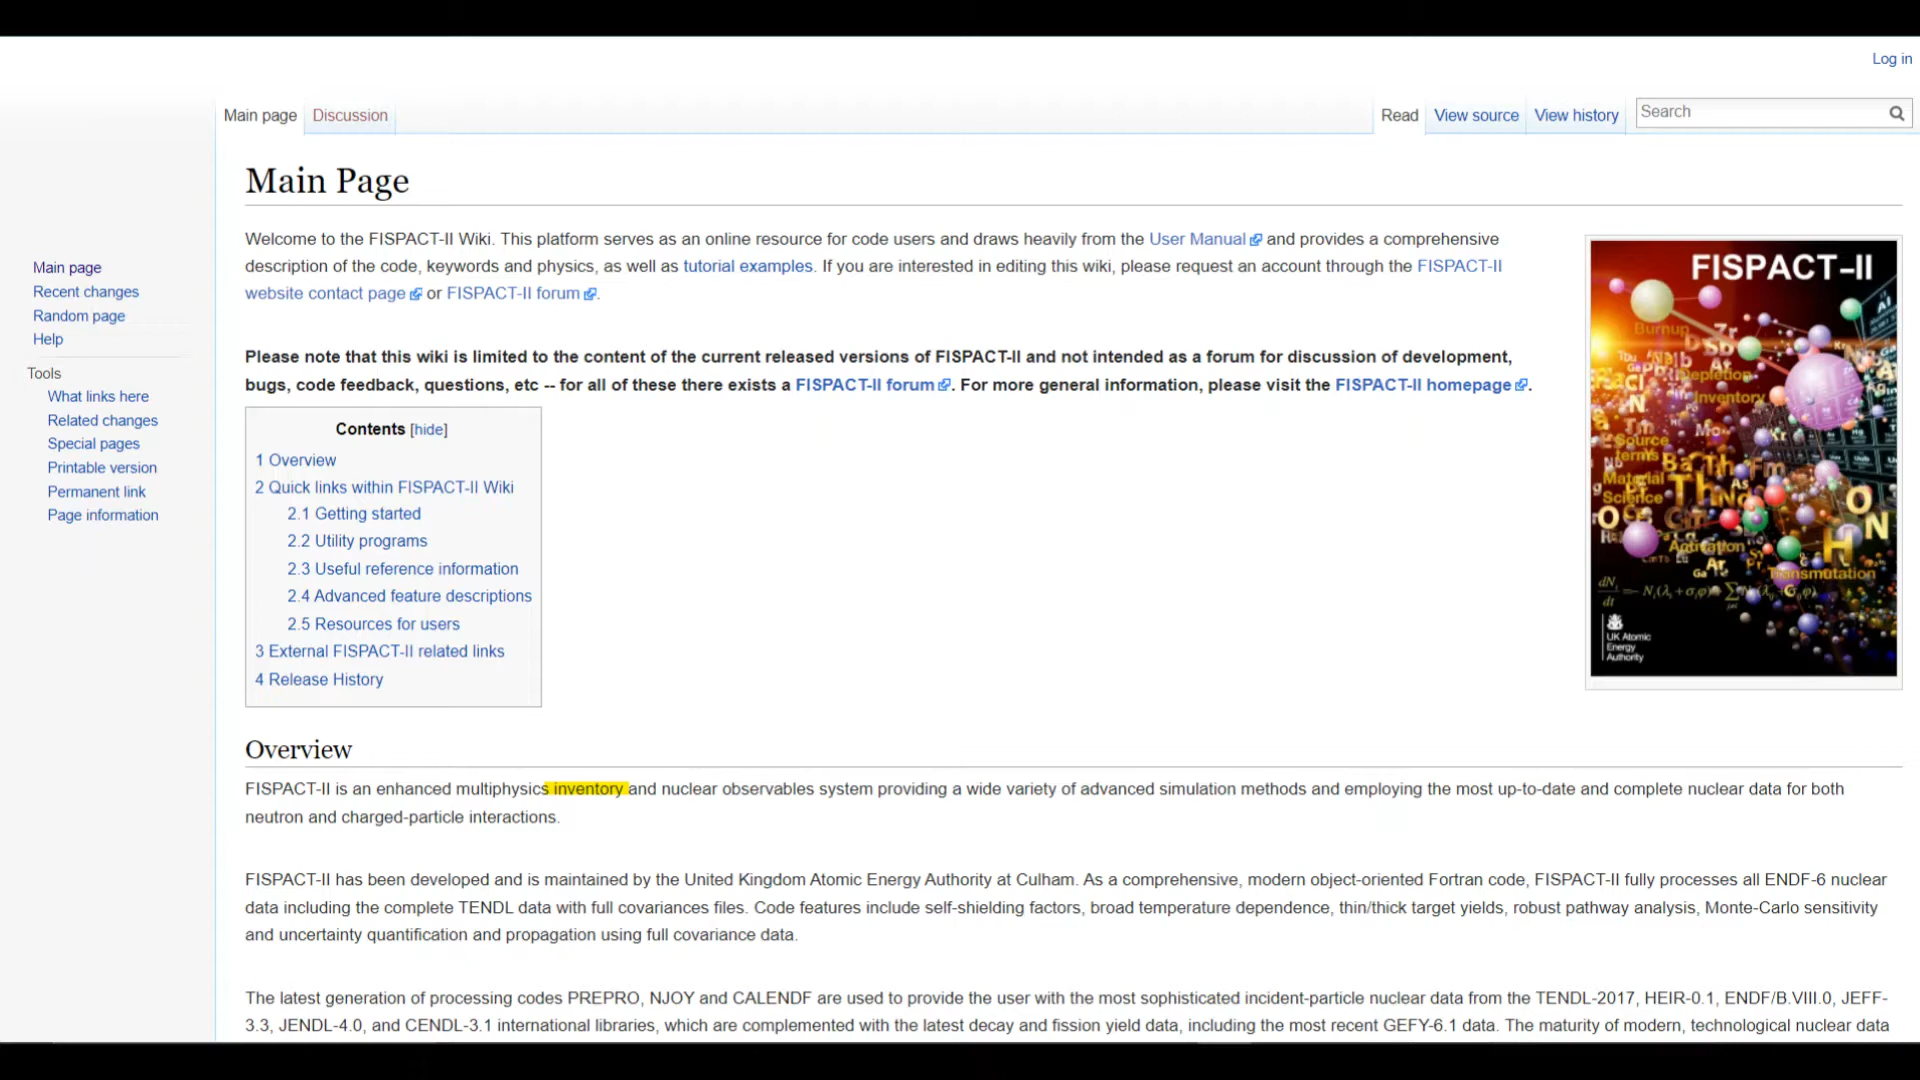 Log in
Main page
Discussion
Read
View source
View history
Search
Main Page
Welcome to the FISPACT-II Wiki. This platform serves as an online resource for code users and draws heavily from the User Manual and provides a comprehensive
description of the code, keywords and physics, as well as tutorial examples. If you are interested in editing this wiki, please request an account through the FISPACT-II
website contact page or FISPACT-II forum.
Please note that this wiki is limited to the content of the current released versions of FISPACT-II and not intended as a forum for discussion of development,
bugs, code feedback, questions, etc -- for all of these there exists a FISPACT-II forum. For more general information, please visit the FISPACT-II homepage.
Main page
Recent changes
Random page
Help
Tools
What links here
Related changes
Special pages
Printable version
Permanent link
Page information
Contents [hide]
1 Overview
2 Quick links within FISPACT-II Wiki
2.1 Getting started
2.2 Utility programs
2.3 Useful reference information
2.4 Advanced feature descriptions
2.5 Resources for users
3 External FISPACT-II related links
4 Release History
FISPACT-II
Burnup
Depletion
Inventory
Source
terms
Material
Science
Activation
Transmutation
UK Atomic
Energy
Authority
Overview
FISPACT-II is an enhanced multiphysics inventory and nuclear observables system providing a wide variety of advanced simulation methods and employing the most up-to-date and complete nuclear data for both
neutron and charged-particle interactions.
FISPACT-II has been developed and is maintained by the United Kingdom Atomic Energy Authority at Culham. As a comprehensive, modern object-oriented Fortran code, FISPACT-II fully processes all ENDF-6 nuclear
data including the complete TENDL data with full covariances files. Code features include self-shielding factors, broad temperature dependence, thin/thick target yields, robust pathway analysis, Monte-Carlo sensitivity
and uncertainty quantification and propagation using full covariance data.
The latest generation of processing codes PREPRO, NJOY and CALENDF are used to provide the user with the most sophisticated incident-particle nuclear data from the TENDL-2017, HEIR-0.1, ENDF/B.VIII.0, JEFF-
3.3, JENDL-4.0, and CENDL-3.1 international libraries, which are complemented with the latest decay and fission yield data, including the most recent GEFY-6.1 data. The maturity of modern, technological nuclear data